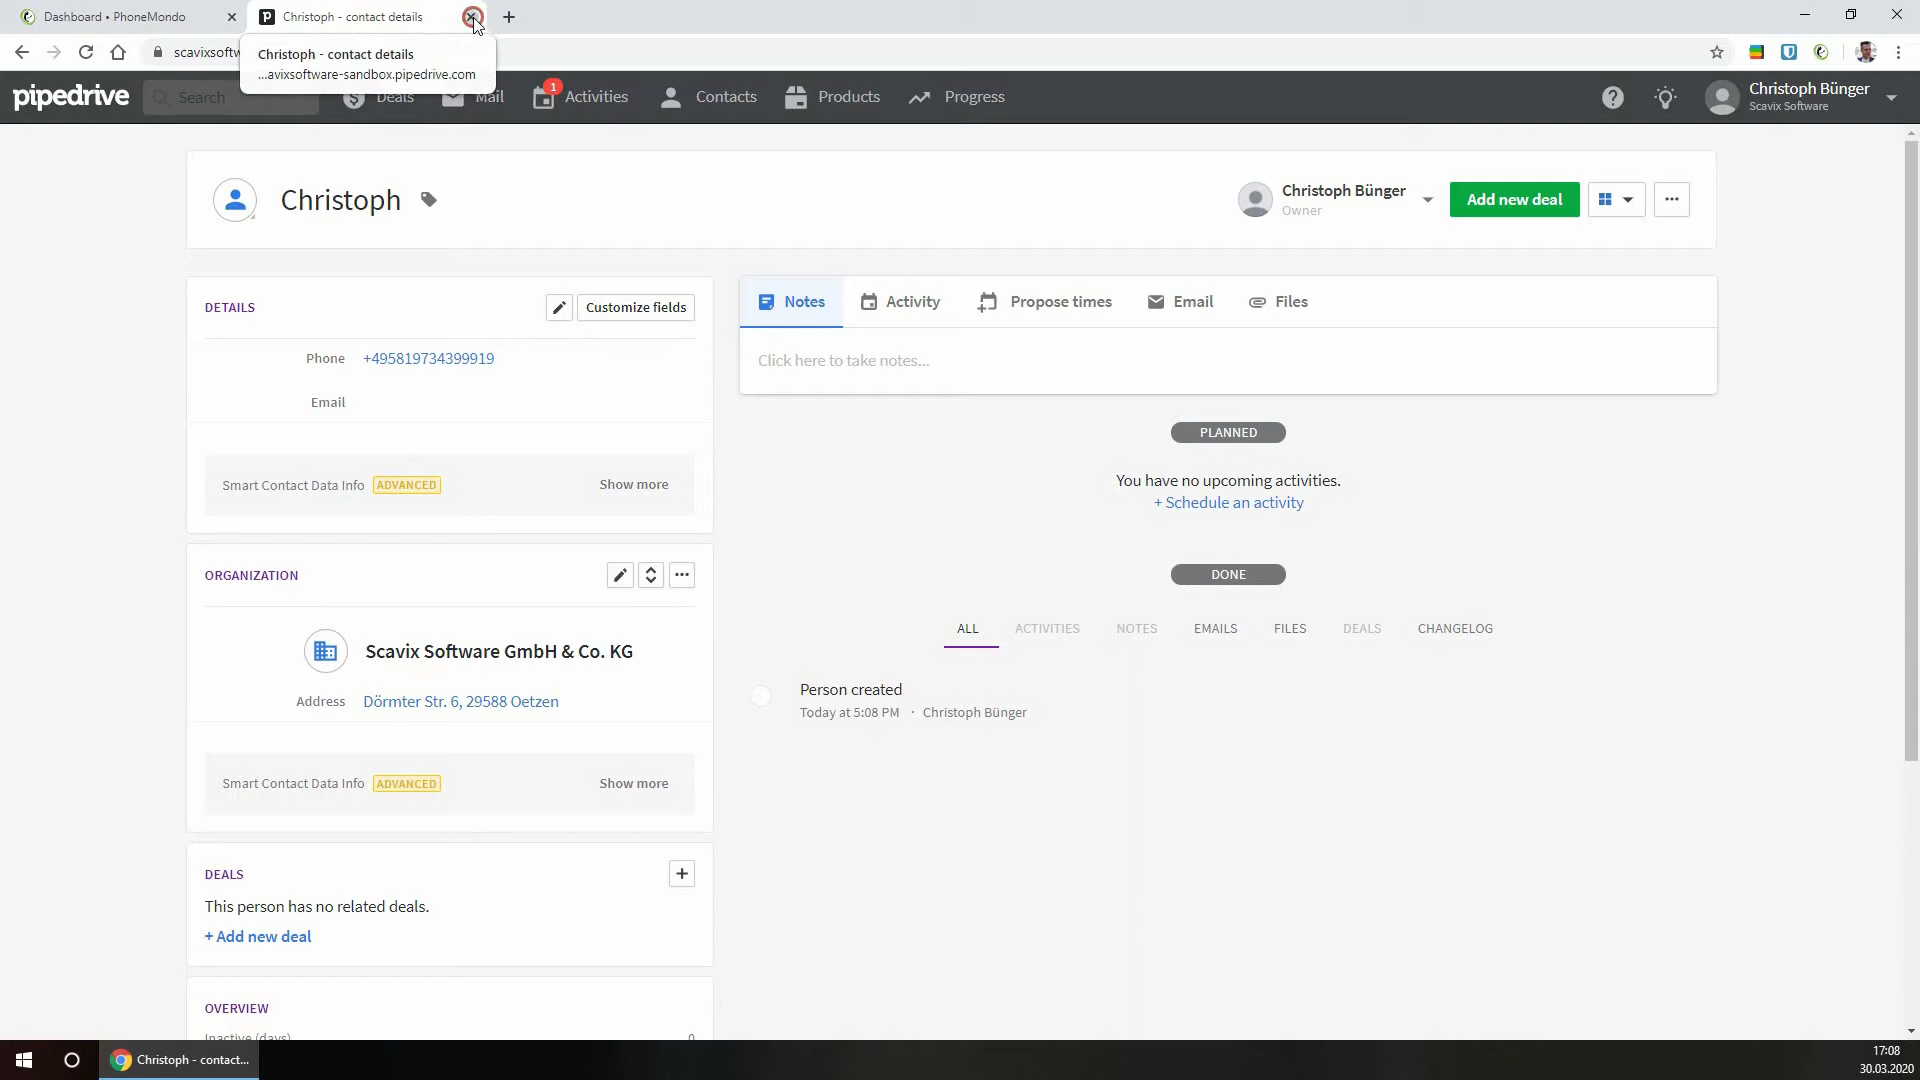 Dashboard • PhoneMondo
Christoph - contact details
scavixsoftw
Christoph - contact details
...avixsoftware-sandbox.pipedrive.com
pipedrive
Search
Deals
Mail
1
Activities
Contacts
Products
Progress
Christoph Bünger
Scavix Software
Christoph
Christoph Bünger
Owner
Add new deal
DETAILS
Customize fields
Phone
+495819734399919
Email
Smart Contact Data Info
ADVANCED
Show more
ORGANIZATION
Scavix Software GmbH & Co. KG
Address
Dörmter Str. 6, 29588 Oetzen
Smart Contact Data Info
ADVANCED
Show more
DEALS
This person has no related deals.
+ Add new deal
OVERVIEW
Inactive (days)
0
Notes
Activity
Propose times
Email
Files
Click here to take notes...
PLANNED
You have no upcoming activities.
+ Schedule an activity
DONE
ALL
ACTIVITIES
NOTES
EMAILS
FILES
DEALS
CHANGELOG
Person created
Today at 5:08 PM · Christoph Bünger
Christoph - contact...
17:08
30.03.2020